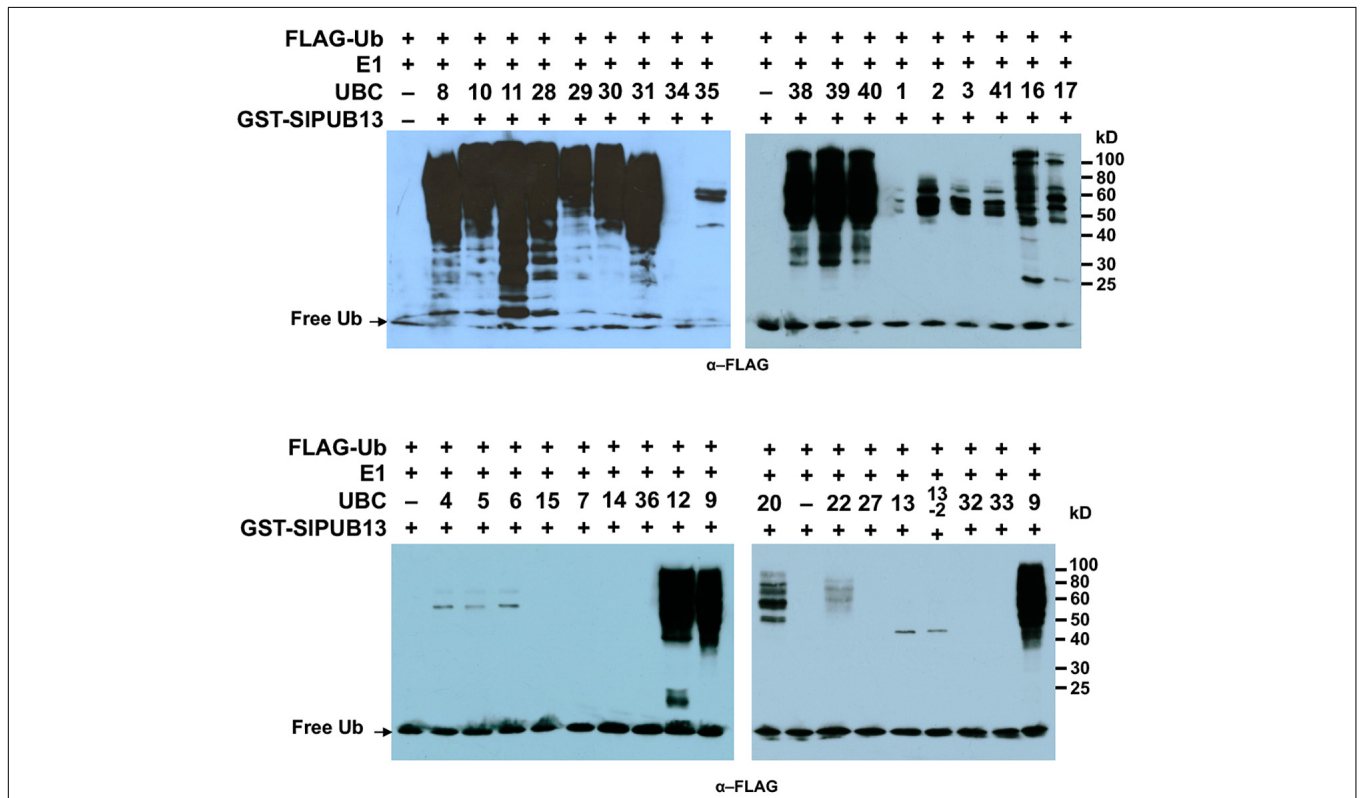 FLAG-Ub + + + + + + + + + + + + + + + + + + +
E1 + + + + + + + + + + + + + + + + + + +
UBC – 8 10 11 28 29 30 31 34 35 – 38 39 40 1 2 3 41 16 17
GST-SIPUB13 – + + + + + + + + + + + + + + + + + + +
kD
100
80
60
50
40
30
25
Free Ub
α–FLAG
FLAG-Ub + + + + + + + + + + + + + + + + + +
E1 + + + + + + + + + + + + + + + + + +
UBC – 4 5 6 15 7 14 36 12 9 20 – 22 27 13 13-2 32 33 9
GST-SIPUB13 + + + + + + + + + + + + + + + + + +
kD
100
80
60
50
40
30
25
Free Ub
α–FLAG